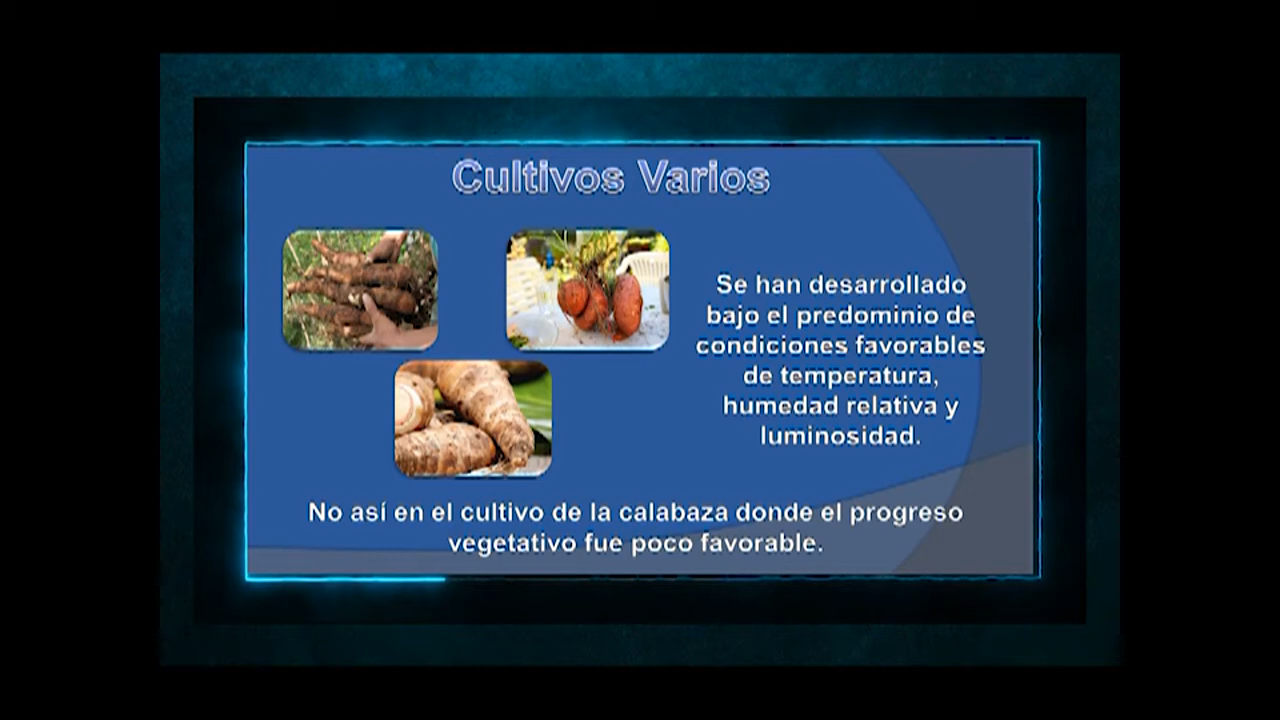 Cultivos Varios
Se han desarrollado
bajo el predominio de
condiciones favorables
de temperatura,
humedad relativa y
luminosidad.
No así en el cultivo de la calabaza donde el progreso
vegetativo fue poco favorable.